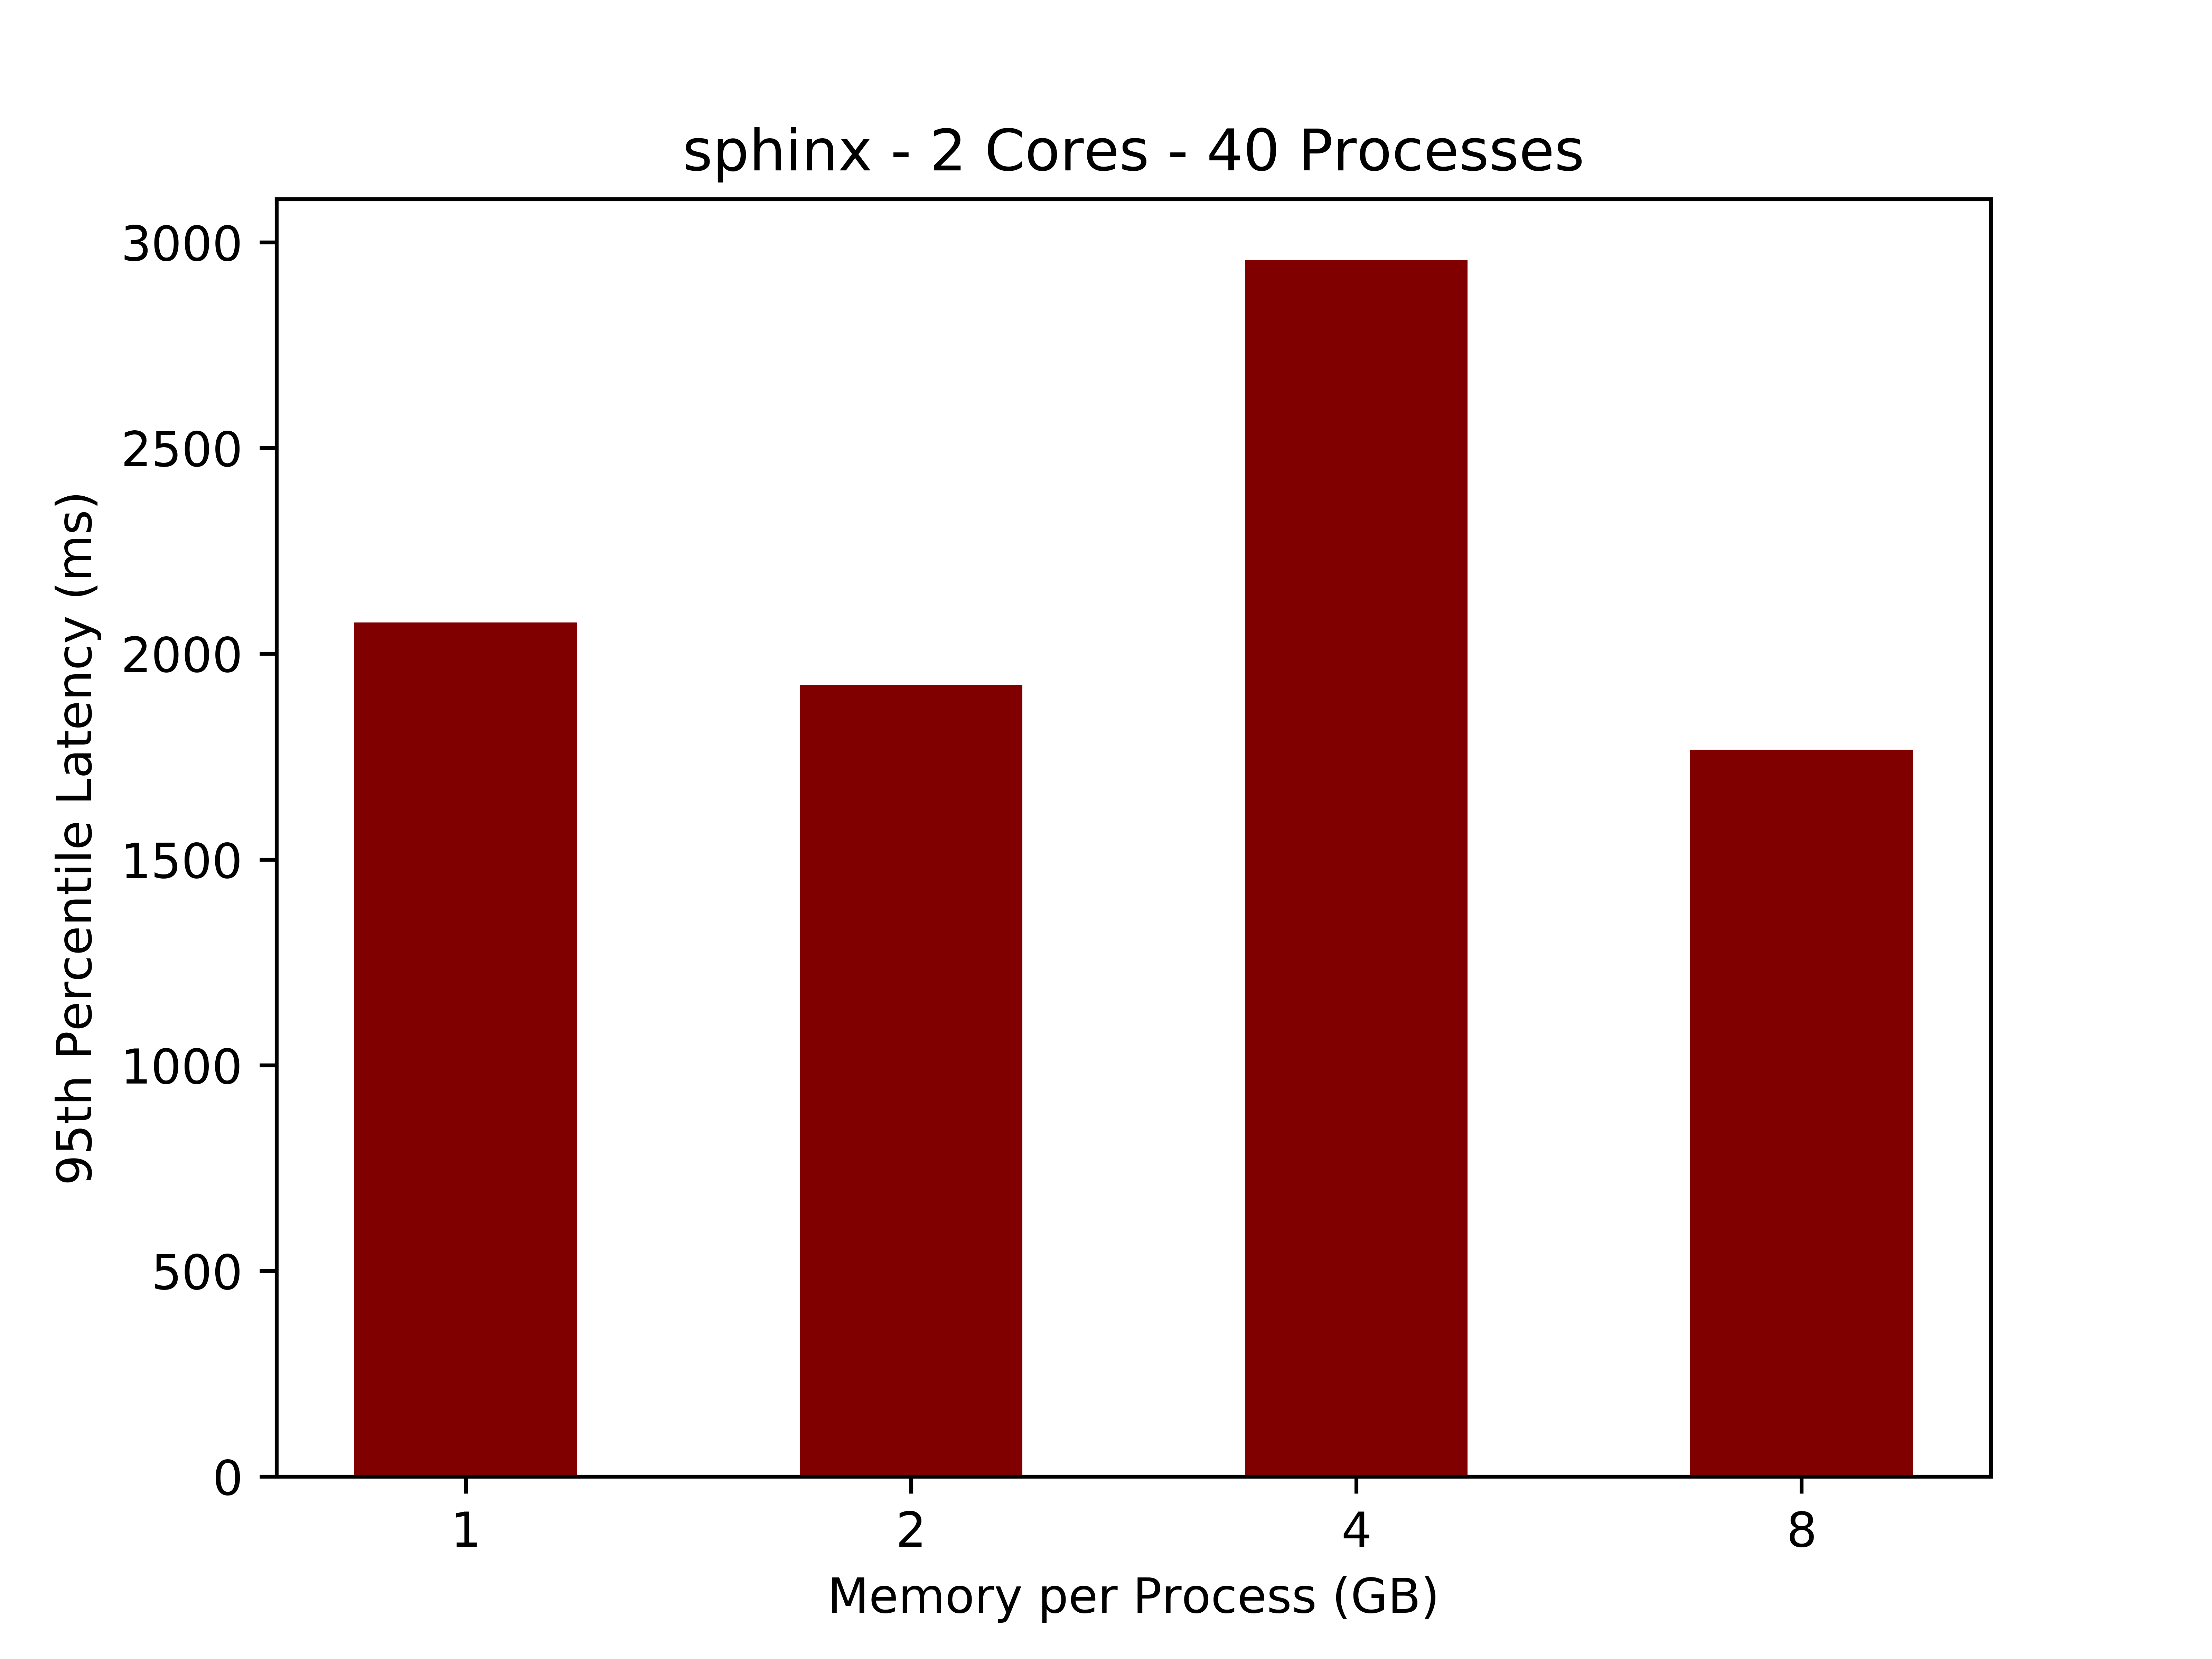 sphinx - 2 Cores - 40 Processes
3000
2500
2000
1500
1000
500
0
95th Percentile Latency (ms)
1 2 4 8
Memory per Process (GB)